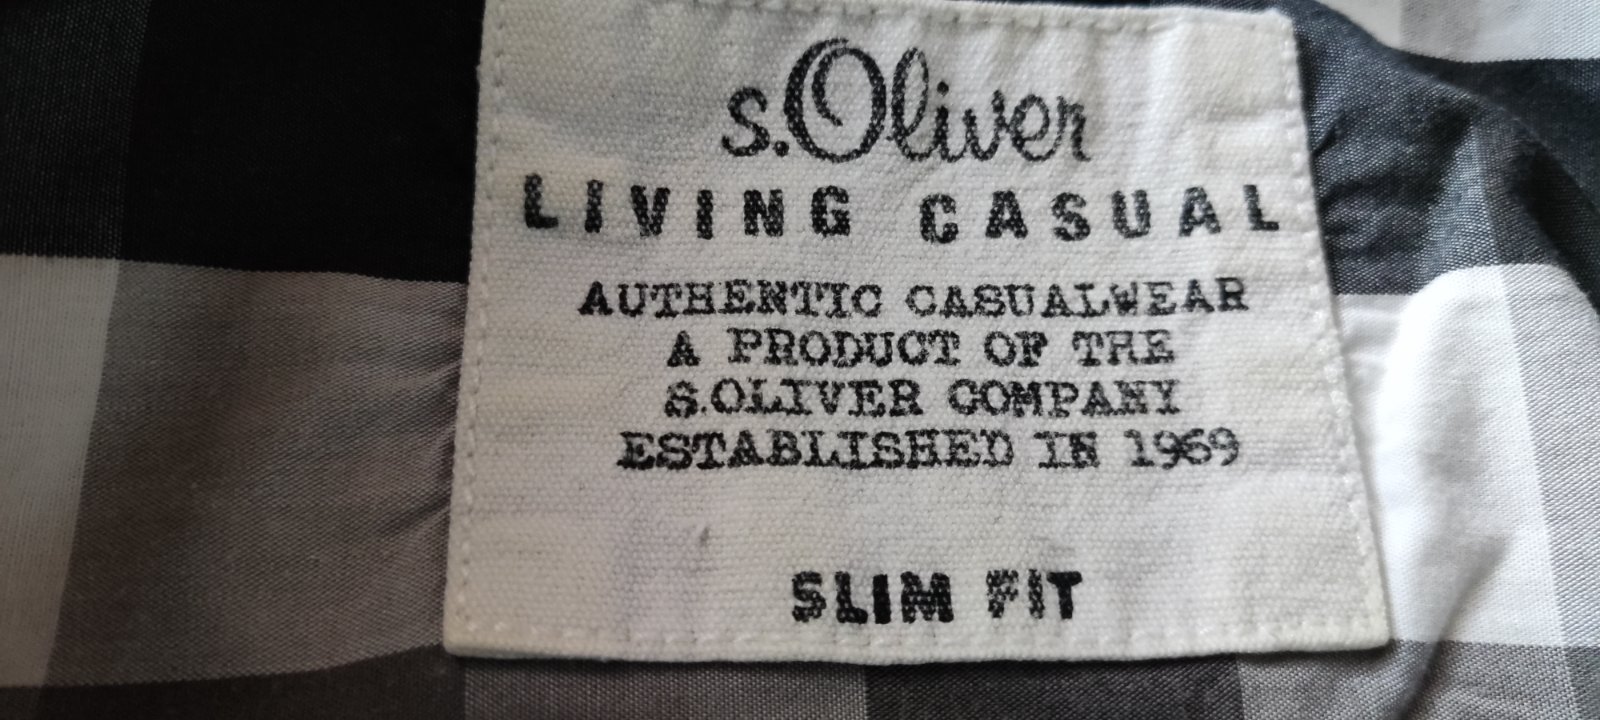 s.Oliver
LIVING CASUAL
AUTHENTIC CASUALWEAR
A PRODUCT OF THE
S.OLIVER COMPANY
ESTABLISHED IN 1969
SLIM FIT